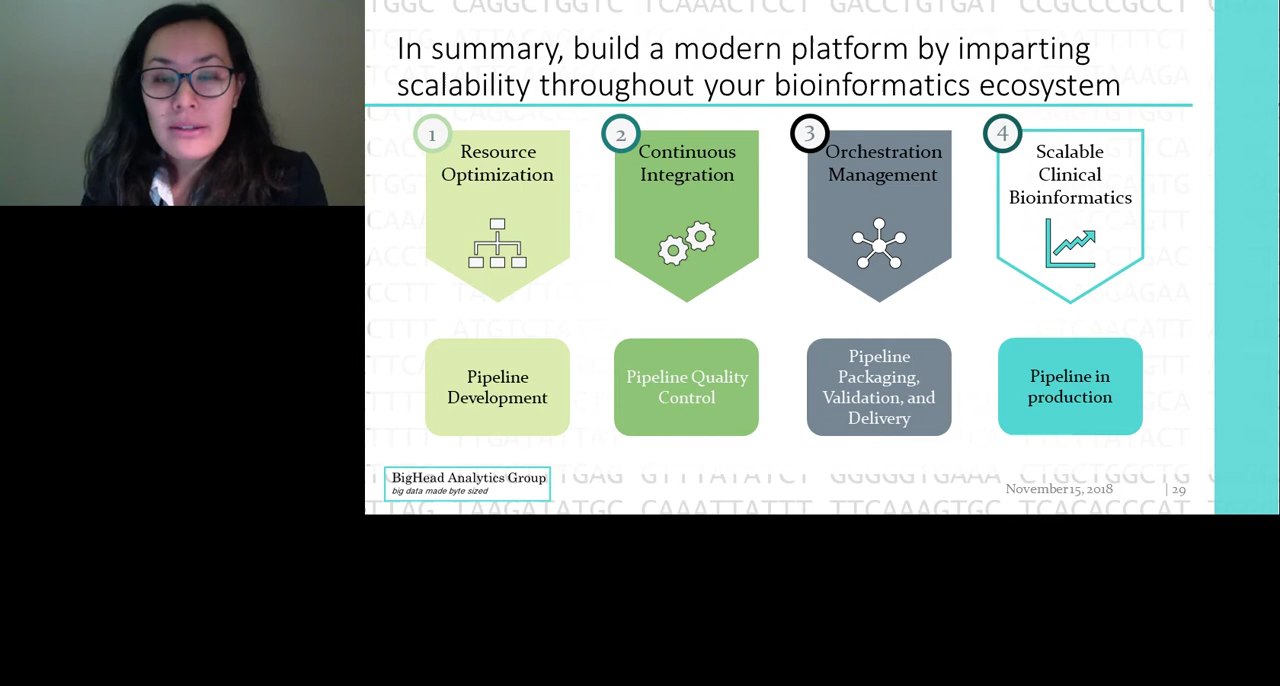 In summary, build a modern platform by imparting
scalability throughout your bioinformatics ecosystem
1
Resource
Optimization
2
Continuous
Integration
3
Orchestration
Management
4
Scalable
Clinical
Bioinformatics
Pipeline
Development
Pipeline Quality
Control
Pipeline
Packaging,
Validation, and
Delivery
Pipeline in
production
BigHead Analytics Group
big data made byte sized
November 15, 2018
| 29